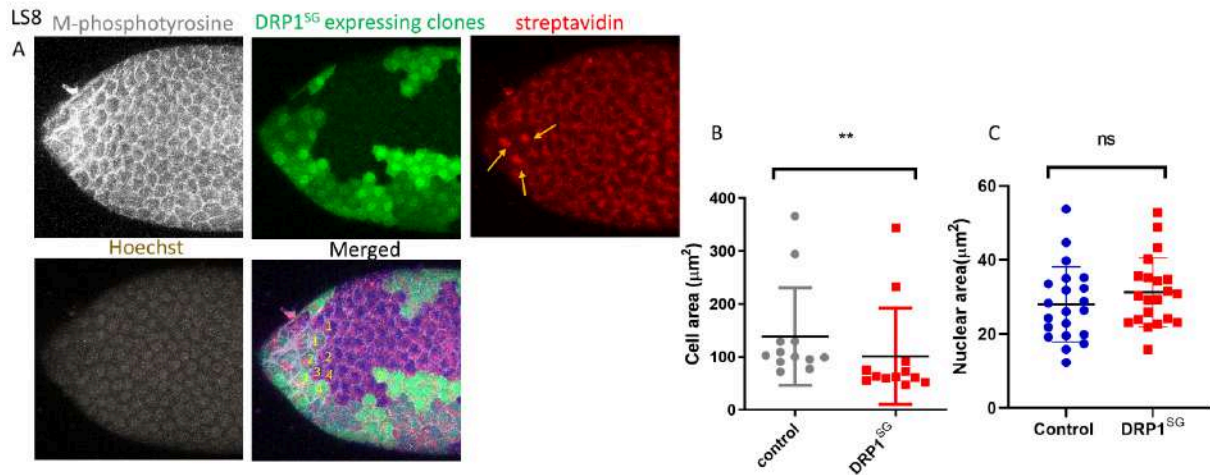 LS8
M-phosphotyrosine
DRP1SG expressing clones
streptavidin
A
Hoechst
Merged
B
**
Cell area (μm2)
400
300
200
100
0
control
DRP1SG
C
ns
Nuclear area(μm2)
60
40
20
0
Control
DRP1SG